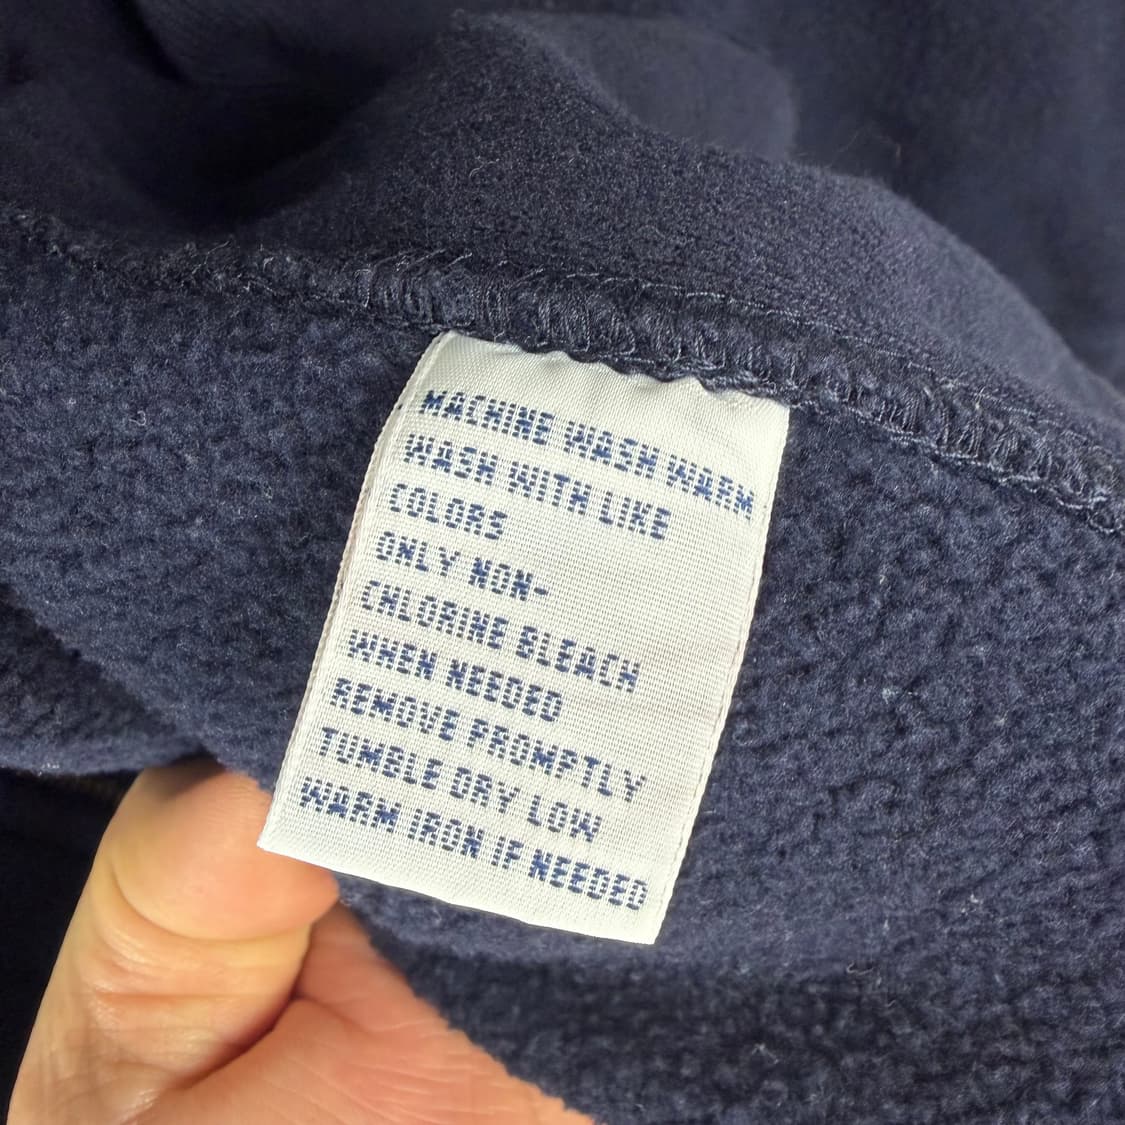 MACHINE WASH WARM
WASH WITH LIKE
COLORS
ONLY NON-
CHLORINE BLEACH
WHEN NEEDED
REMOVE PROMPTLY
TUMBLE DRY LOW
WARM IRON IF NEEDED